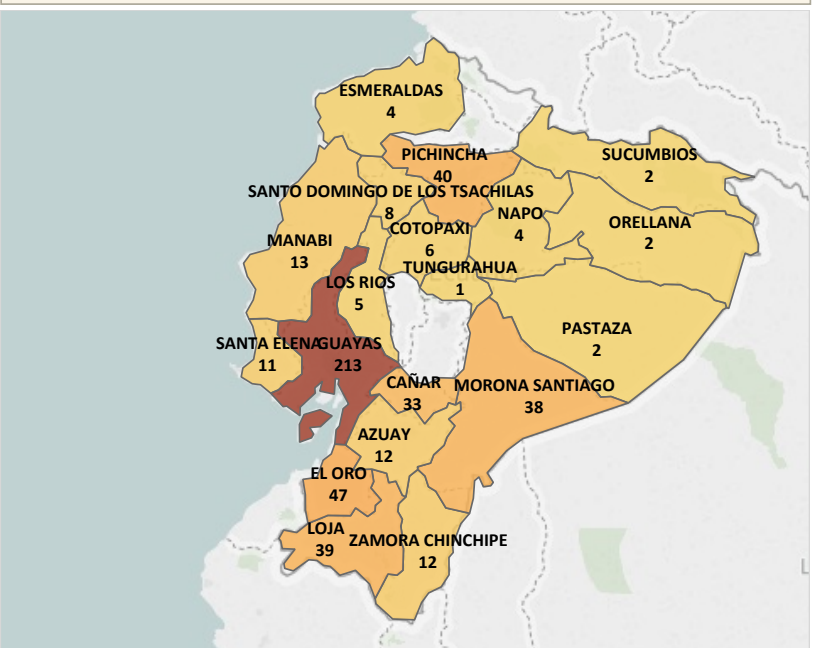 ESMERALDAS
4
PICHINCHA
40
SUCUMBIOS
2
SANTO DOMINGO DE LOS TSACHILAS
8
NAPO
4
ORELLANA
2
COTOPAXI
6
MANABI
13
TUNGURAHUA
1
LOS RIOS
5
PASTAZA
2
SANTA ELENA
11
GUAYAS
213
CAÑAR
33
MORONA SANTIAGO
38
AZUAY
12
EL ORO
47
LOJA
39
ZAMORA CHINCHIPE
12